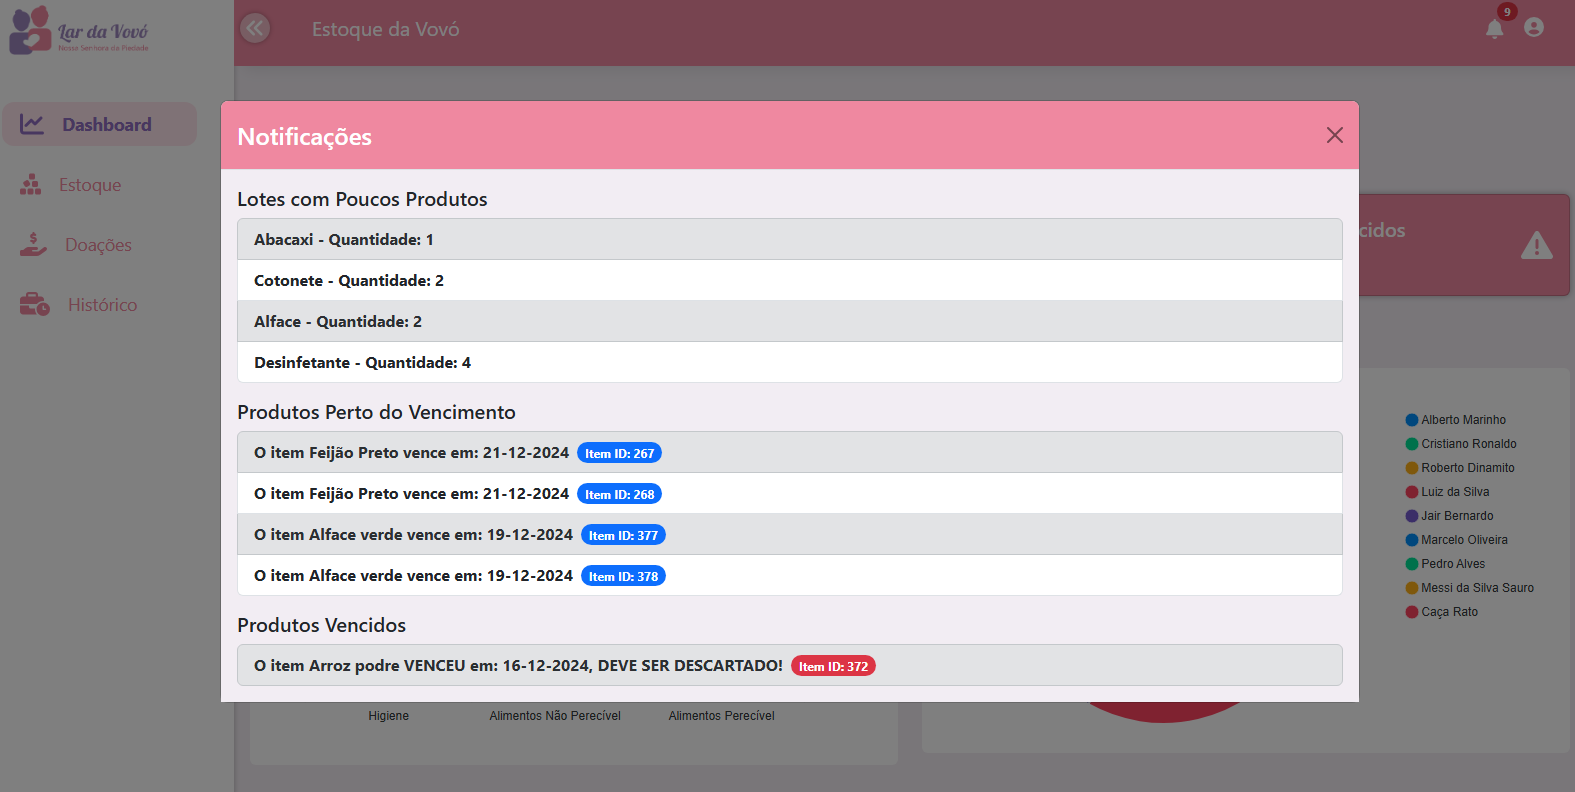 Lar da Vovó
Nossa Senhora da Piedade
Estoque da Vovó
9
Dashboard
Estoque
Doações
Histórico
Notificações
Lotes com Poucos Produtos
Abacaxi - Quantidade: 1
Cotonete - Quantidade: 2
Alface - Quantidade: 2
Desinfetante - Quantidade: 4
Produtos Perto do Vencimento
O item Feijão Preto vence em: 21-12-2024 Item ID: 267
O item Feijão Preto vence em: 21-12-2024 Item ID: 268
O item Alface verde vence em: 19-12-2024 Item ID: 377
O item Alface verde vence em: 19-12-2024 Item ID: 378
Produtos Vencidos
O item Arroz podre VENCEU em: 16-12-2024, DEVE SER DESCARTADO! Item ID: 372
cidos
Alberto Marinho
Cristiano Ronaldo
Roberto Dinamito
Luiz da Silva
Jair Bernardo
Marcelo Oliveira
Pedro Alves
Messi da Silva Sauro
Caça Rato
Higiene
Alimentos Não Perecível
Alimentos Perecível